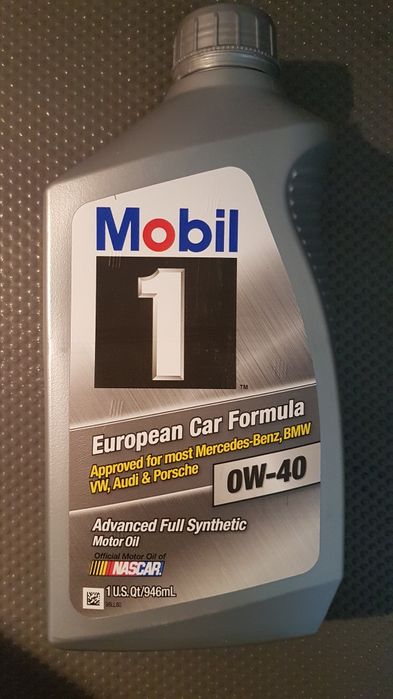 Mobil
1
TM
European Car Formula
Approved for most Mercedes-Benz, BMW
VW, Audi & Porsche
0W-40
Advanced Full Synthetic
Motor Oil
Official Motor Oil of
NASCAR
1 U.S. Qt/946mL